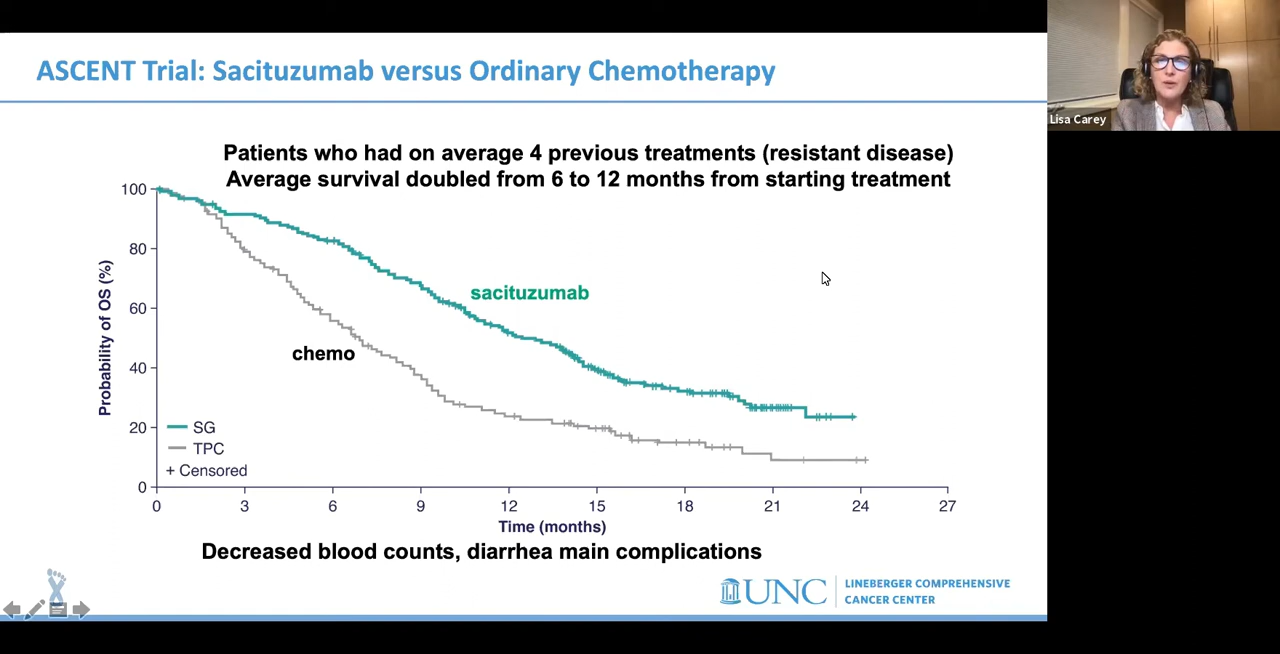 ASCENT Trial: Sacituzumab versus Ordinary Chemotherapy
Lisa Carey
Patients who had on average 4 previous treatments (resistant disease)
Average survival doubled from 6 to 12 months from starting treatment
Probability of OS (%)
100
80
60
40
20
0
sacituzumab
chemo
SG
TPC
+ Censored
0 3 6 9 12 15 18 21 24 27
Time (months)
Decreased blood counts, diarrhea main complications
UNC
LINEBERGER COMPREHENSIVE
CANCER CENTER